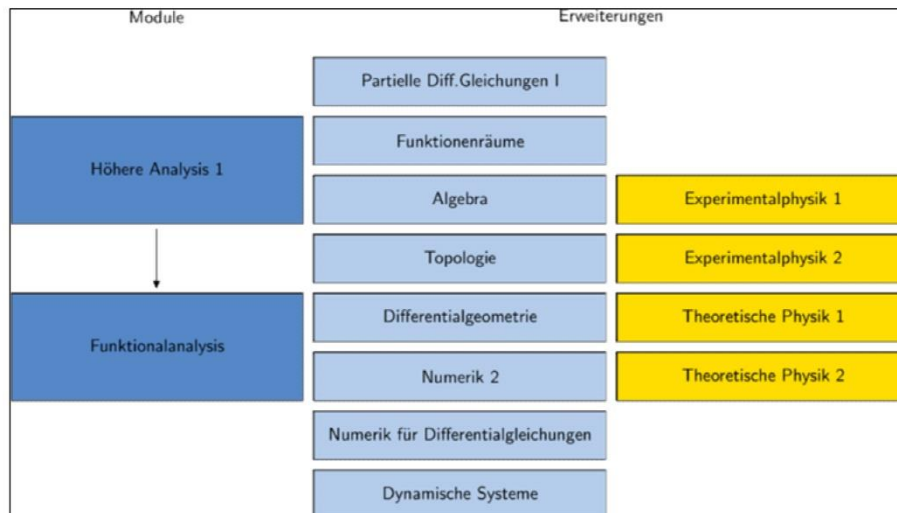 Module
Erweiterungen
Partielle Diff.Gleichungen I
Höhere Analysis 1
Funktionenräume
Algebra
Experimentalphysik 1
Topologie
Experimentalphysik 2
Funktionalanalysis
Differentialgeometrie
Theoretische Physik 1
Numerik 2
Theoretische Physik 2
Numerik für Differentialgleichungen
Dynamische Systeme